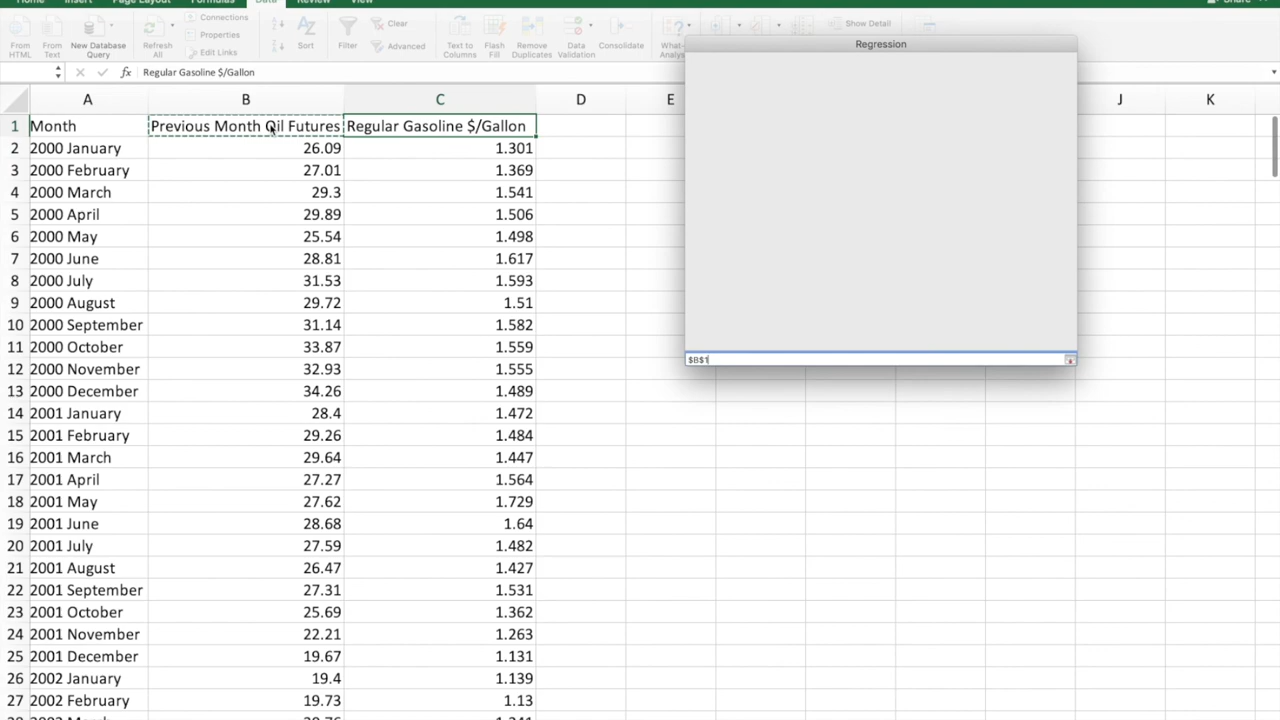 Home Insert Page Layout Formulas Data Review View Share
Connections
Properties
Edit Links
From HTML
From Text
New Database Query
Refresh All
Sort
Filter
Clear
Advanced
Text to Columns
Flash Fill
Remove Duplicates
Data Validation
Consolidate
What-
Show Detail
fx Regular Gasoline $/Gallon
Regression
$B$1
A B C D E J K
1 Month Previous Month Oil Futures Regular Gasoline $/Gallon
2 2000 January 26.09 1.301
3 2000 February 27.01 1.369
4 2000 March 29.3 1.541
5 2000 April 29.89 1.506
6 2000 May 25.54 1.498
7 2000 June 28.81 1.617
8 2000 July 31.53 1.593
9 2000 August 29.72 1.51
10 2000 September 31.14 1.582
11 2000 October 33.87 1.559
12 2000 November 32.93 1.555
13 2000 December 34.26 1.489
14 2001 January 28.4 1.472
15 2001 February 29.26 1.484
16 2001 March 29.64 1.447
17 2001 April 27.27 1.564
18 2001 May 27.62 1.729
19 2001 June 28.68 1.64
20 2001 July 27.59 1.482
21 2001 August 26.47 1.427
22 2001 September 27.31 1.531
23 2001 October 25.69 1.362
24 2001 November 22.21 1.263
25 2001 December 19.67 1.131
26 2002 January 19.4 1.139
27 2002 February 19.73 1.13